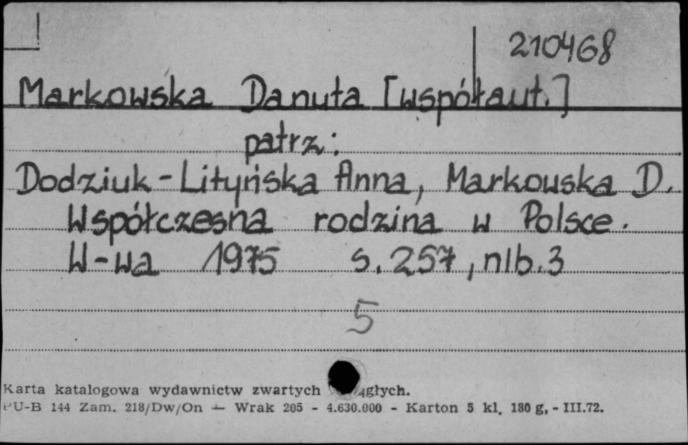 210468
Markowska Danuta [współaut.]
patrz:
Dodziuk-Lityńska Anna, Markowska D.
Współczesna rodzina w Polsce.
W-wa 1975 s. 257, nlb. 3
5
Karta katalogowa wydawnictw zwartych
PU-B 144 Zam. 218/Dw/On — Wrak 205 - 4.630.000 - Karton 5 kl. 180 g. - III.72.